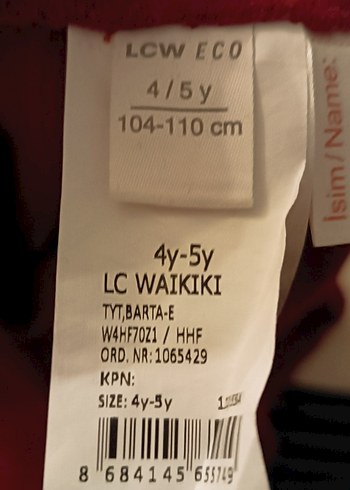 LCW ECO
4/5 y
104-110 cm
İsim/Name:
4y-5y
LC WAIKIKI
TYT,BARTA-E
W4HF70Z1 / HHF
ORD. NR:1065429
KPN:
SIZE: 4y-5y
8 684145 655749